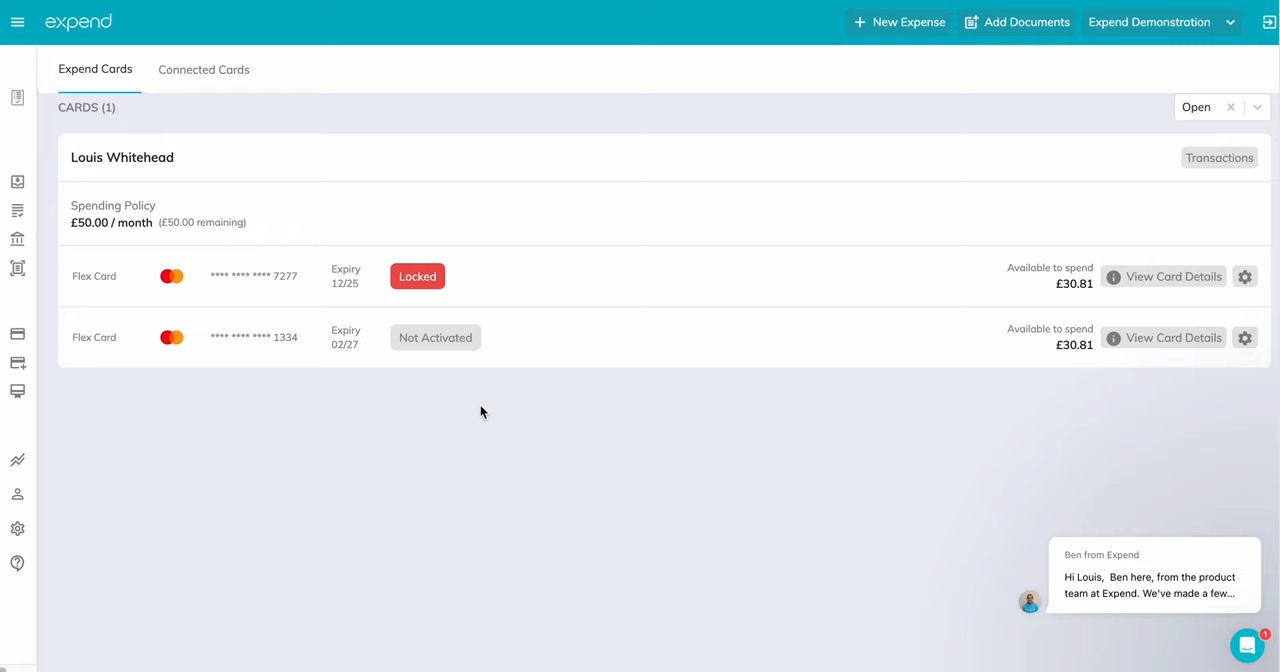 expend
New Expense
Add Documents
Expend Demonstration
Expend Cards
Connected Cards
CARDS (1)
Open
Louis Whitehead
Transactions
Spending Policy
£50.00 / month (£50.00 remaining)
Flex Card
**** **** **** 7277
Expiry
12/25
Locked
Available to spend
£30.81
View Card Details
Flex Card
**** **** **** 1334
Expiry
02/27
Not Activated
Available to spend
£30.81
View Card Details
Ben from Expend
Hi Louis, Ben here, from the product
team at Expend. We've made a few...
1